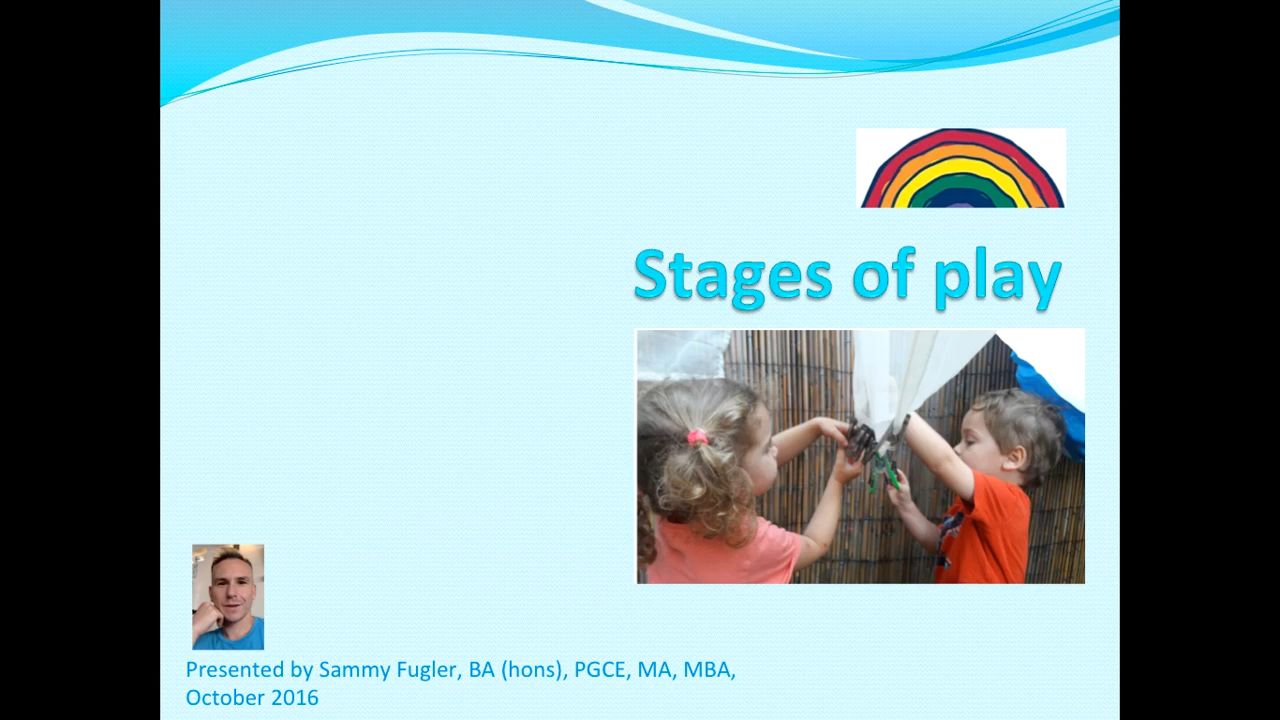 Stages of play
Presented by Sammy Fugler, BA (hons), PGCE, MA, MBA,
October 2016